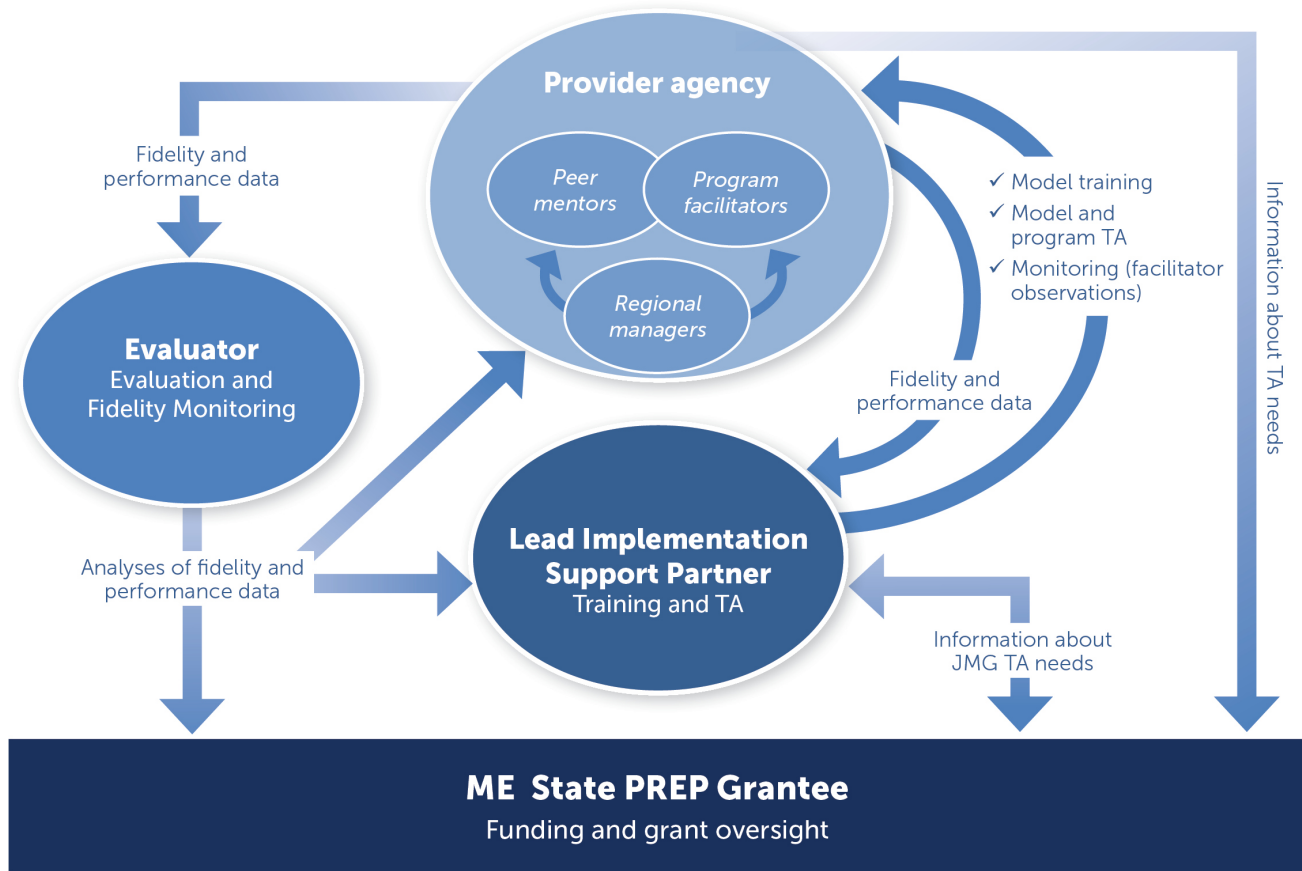 Provider agency
Peer
mentors
Program
facilitators
Regional
managers
Fidelity and
performance data
✓ Model training
✓ Model and
program TA
✓ Monitoring (facilitator
observations)
Information about TA needs
Evaluator
Evaluation and
Fidelity Monitoring
Fidelity and
performance data
Lead Implementation
Support Partner
Training and TA
Analyses of fidelity and
performance data
Information about
JMG TA needs
ME State PREP Grantee
Funding and grant oversight